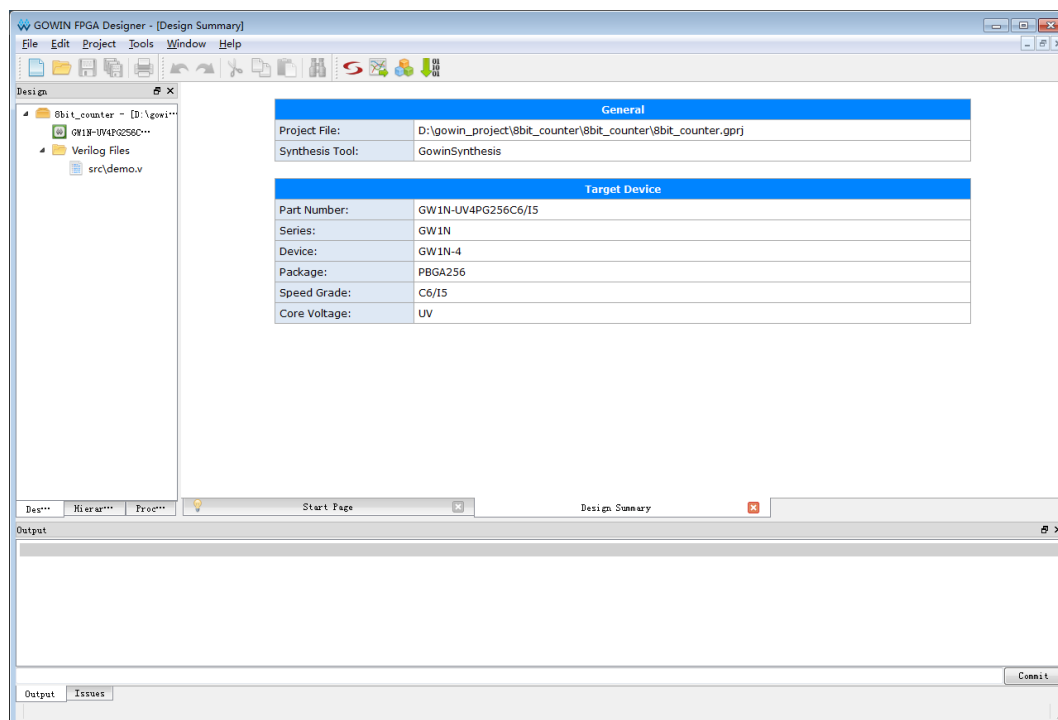 GOWIN FPGA Designer - [Design Summary]
File Edit Project Tools Window Help
Design
8bit_counter - [D:\gowi...
GW1N-UV4PG256C...
Verilog Files
src\demo.v
General
Project File: D:\gowin_project\8bit_counter\8bit_counter\8bit_counter.gprj
Synthesis Tool: GowinSynthesis
Target Device
Part Number: GW1N-UV4PG256C6/I5
Series: GW1N
Device: GW1N-4
Package: PBGA256
Speed Grade: C6/I5
Core Voltage: UV
Des... Hierar... Proc... Start Page Design Summary
Output
Commit
Output Issues